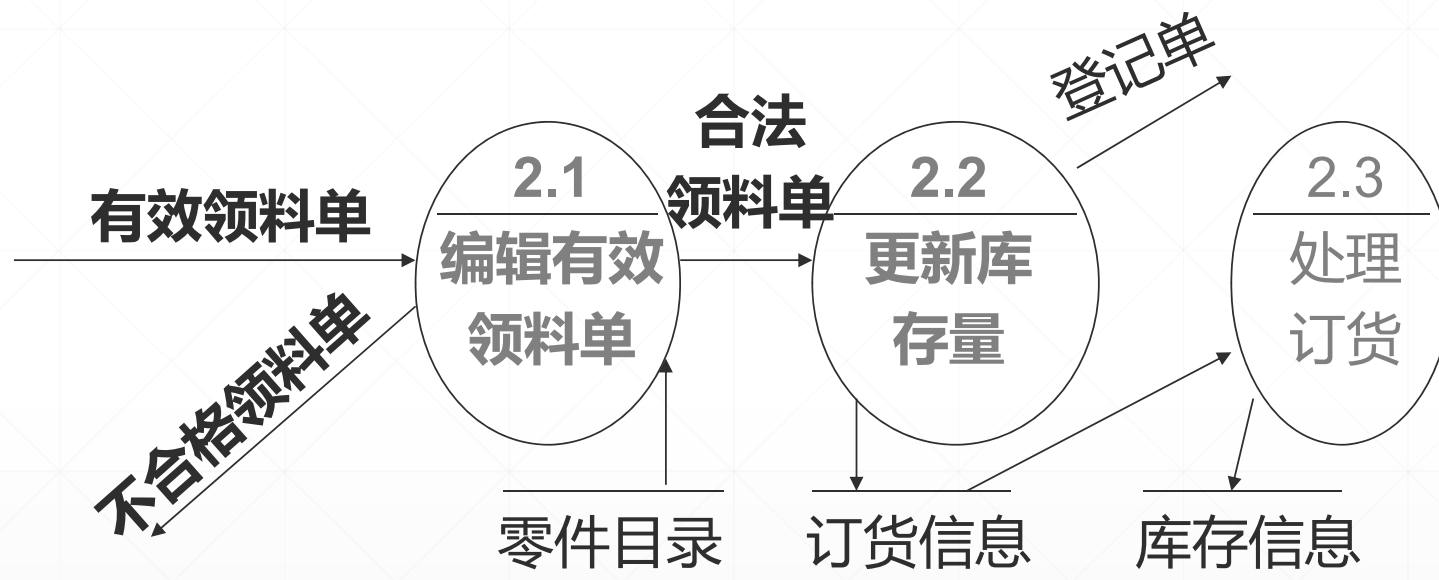 登记单
合法
领料单
有效领料单
2.1
编辑有效
领料单
2.2
更新库
存量
2.3
处理
订货
不合格领料单
零件目录
订货信息
库存信息